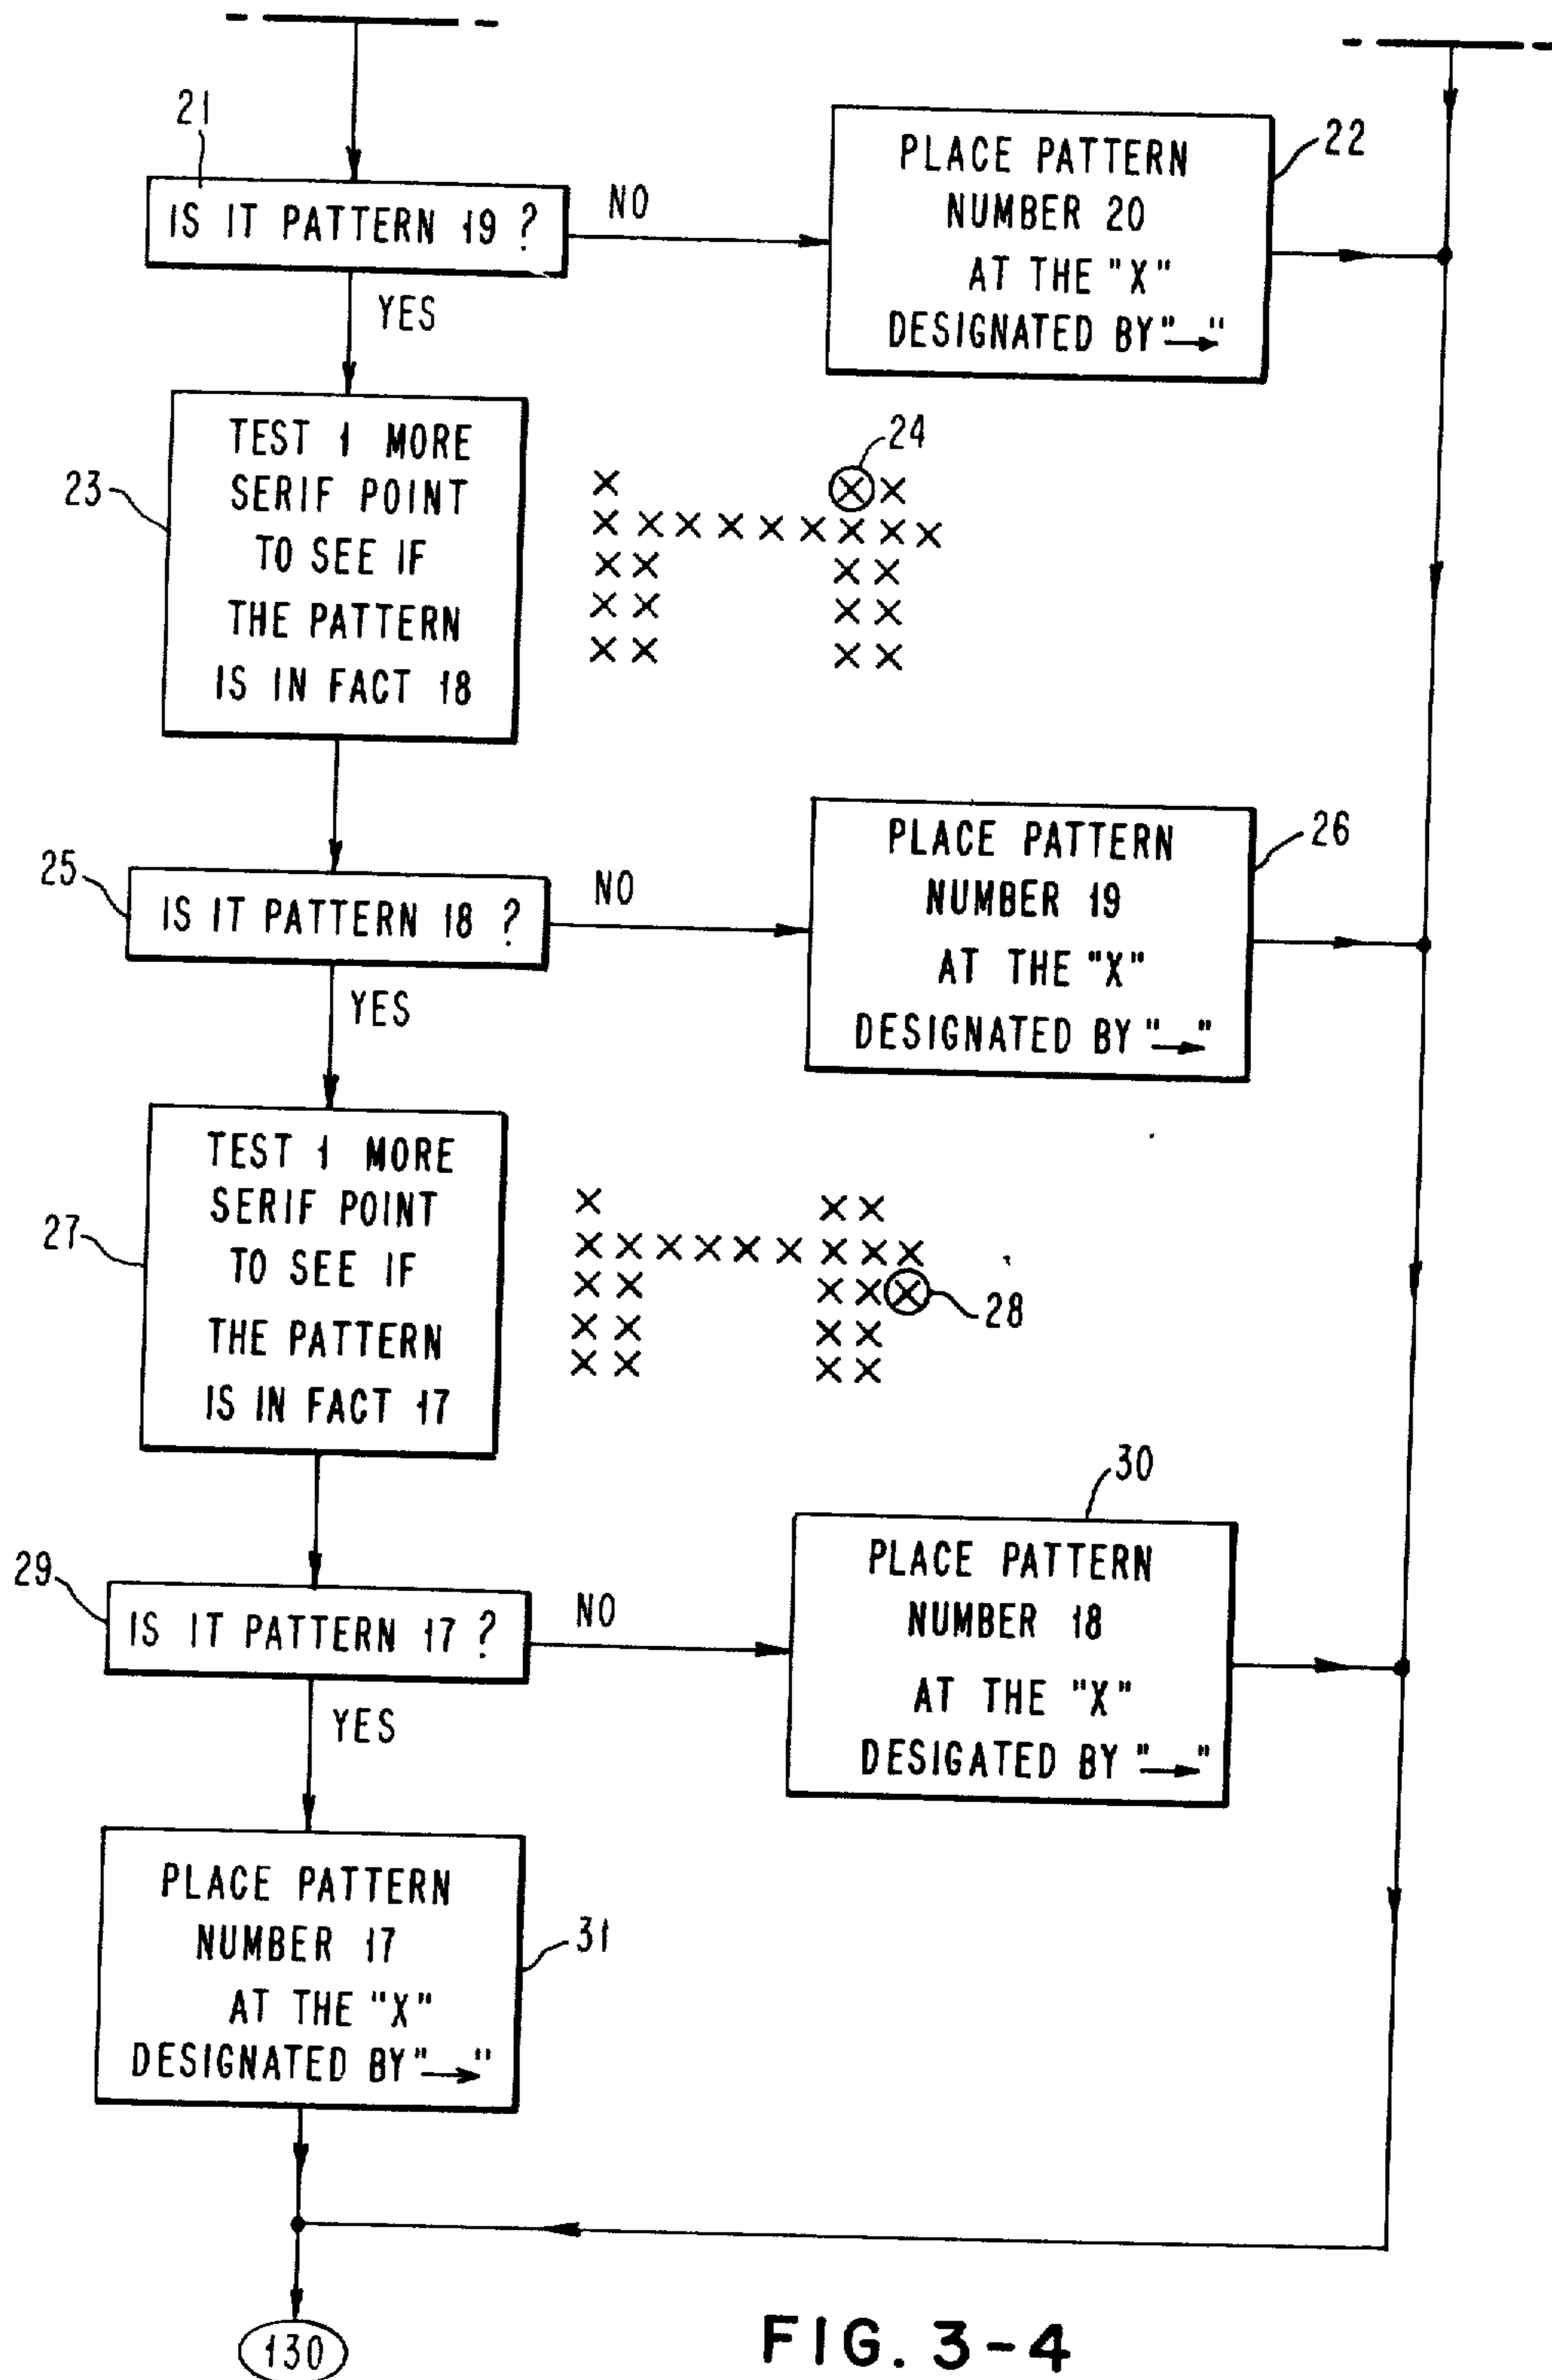 21
IS IT PATTERN 19 ?
NO
PLACE PATTERN
NUMBER 20
AT THE "X"
DESIGNATED BY "→"
22
YES
23
TEST 1 MORE
SERIF POINT
TO SEE IF
THE PATTERN
IS IN FACT 18
24
X X X
X X X X X X X X X
X X X X
X X X X
X X X X
25
IS IT PATTERN 18 ?
NO
PLACE PATTERN
NUMBER 19
AT THE "X"
DESIGNATED BY "→"
26
YES
27
TEST 1 MORE
SERIF POINT
TO SEE IF
THE PATTERN
IS IN FACT 17
X X X
X X X X X X X X X
X X X X X
X X X X
X X X X
28
29
IS IT PATTERN 17 ?
NO
30
PLACE PATTERN
NUMBER 18
AT THE "X"
DESIGATED BY "→"
YES
PLACE PATTERN
NUMBER 17
AT THE "X"
DESIGNATED BY "→"
31
130
FIG. 3-4